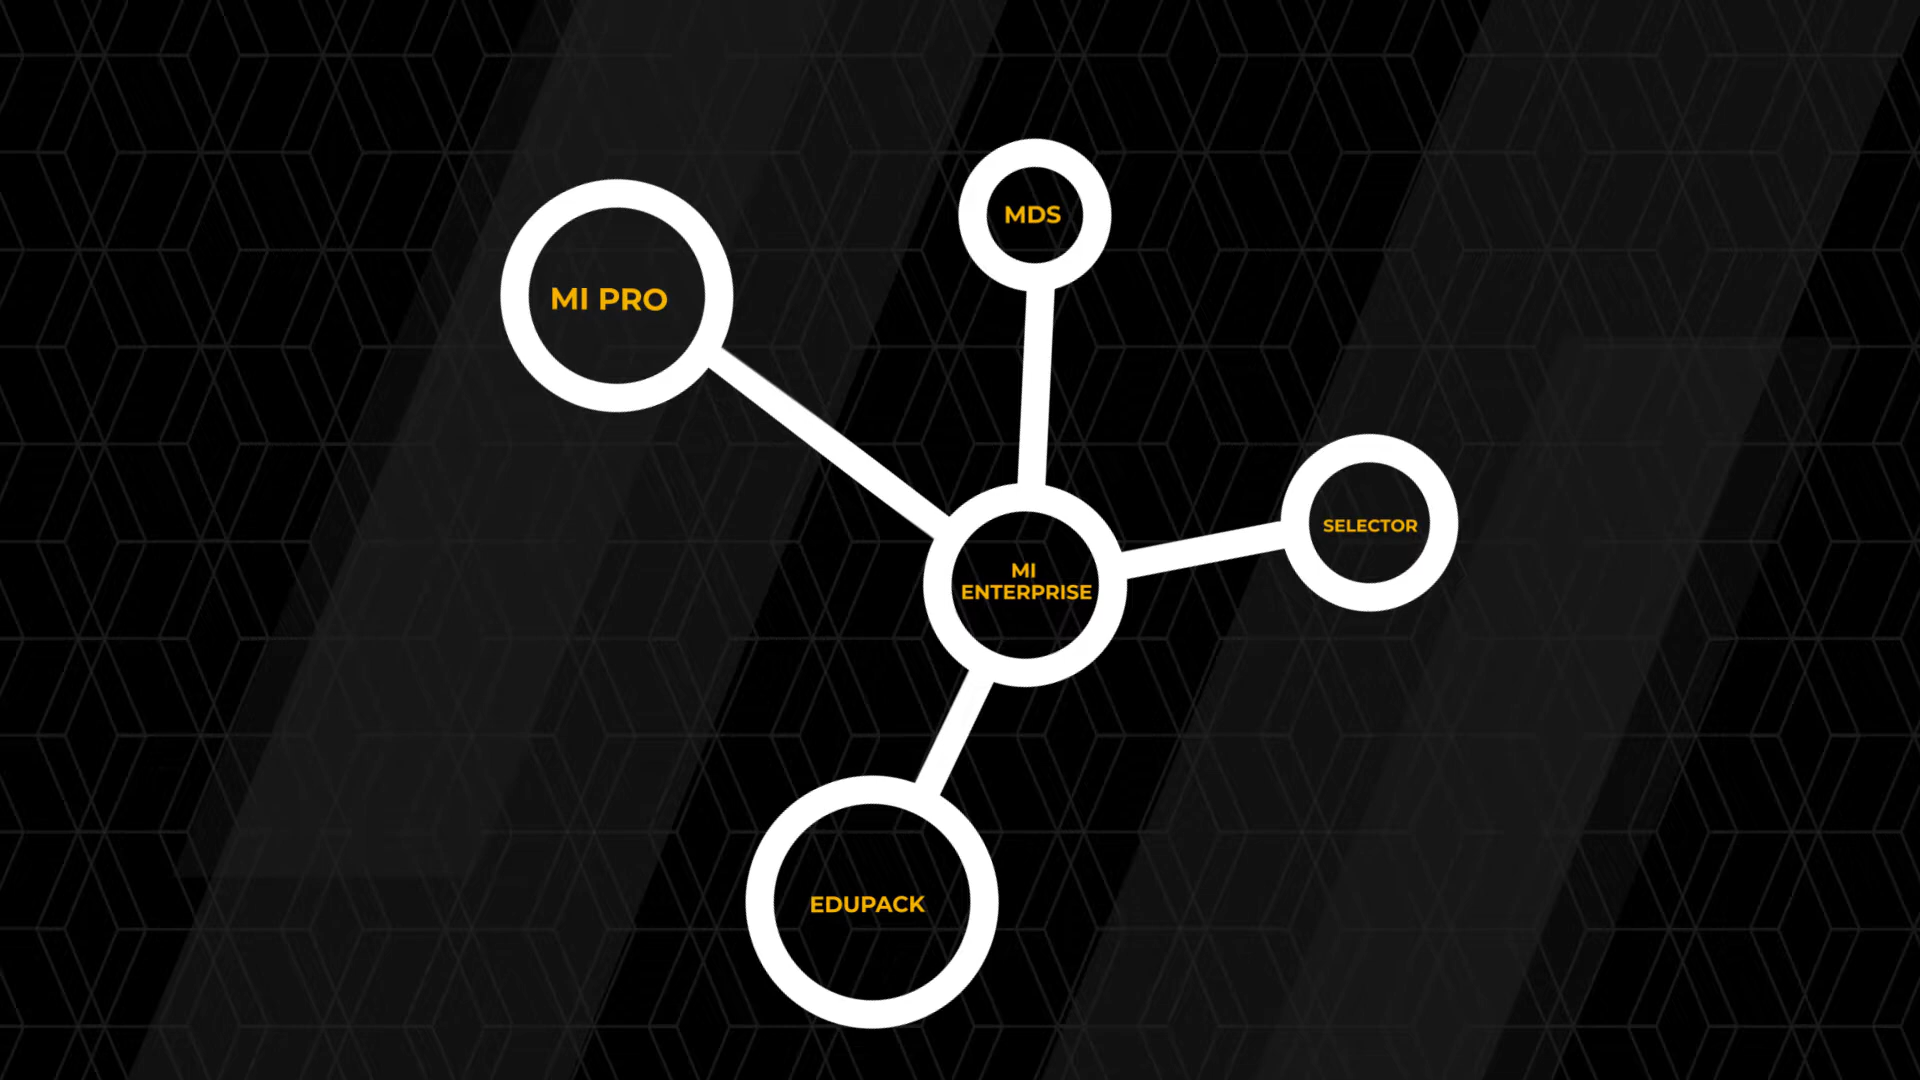 MDS
MI PRO
SELECTOR
MI
ENTERPRISE
EDUPACK